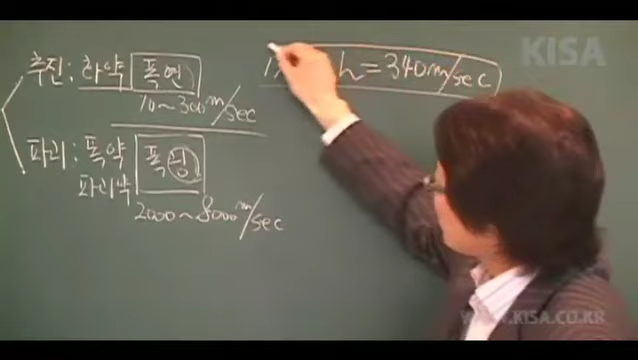 추진: 화약 폭연
10~300m/sec
파괴: 폭약 폭굉
파괴약
2000~8000m/sec
h=340m/sec
KISA
WWW.KISA.CO.KR